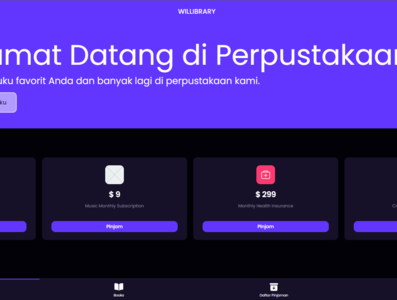 WILLIBRARY
amat Datang di Perpustakaan
uku favorit Anda dan banyak lagi di perpustakaan kami.
ku
$ 9
Music Monthly Subscription
Pinjam
$ 299
Monthly Health Insurance
Pinjam
C
Books
Daftar Pinjaman